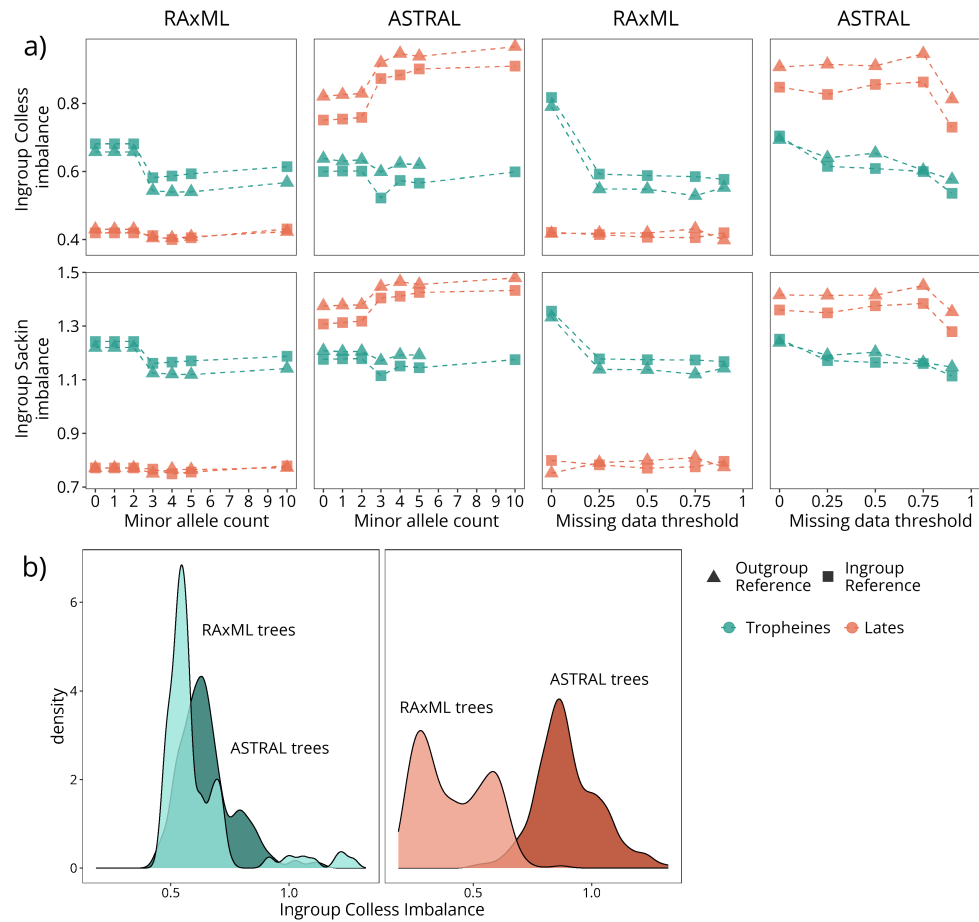 RAxML ASTRAL RAxML ASTRAL
a)
Ingroup Colless
imbalance
0.8
0.6
0.4
Ingroup Sackin
imbalance
1.5
1.3
1.1
0.9
0.7
0 1 2 3 4 5 6 7 8 9 10
Minor allele count
0 1 2 3 4 5 6 7 8 9 10
Minor allele count
0 0.25 0.5 0.75 1
Missing data threshold
0 0.25 0.5 0.75 1
Missing data threshold
b)
density
6
4
2
0
RAxML trees
ASTRAL trees
0.5 1.0
RAxML trees
ASTRAL trees
0.5 1.0
Ingroup Colless Imbalance
Outgroup
Reference
Ingroup
Reference
Tropheines
Lates